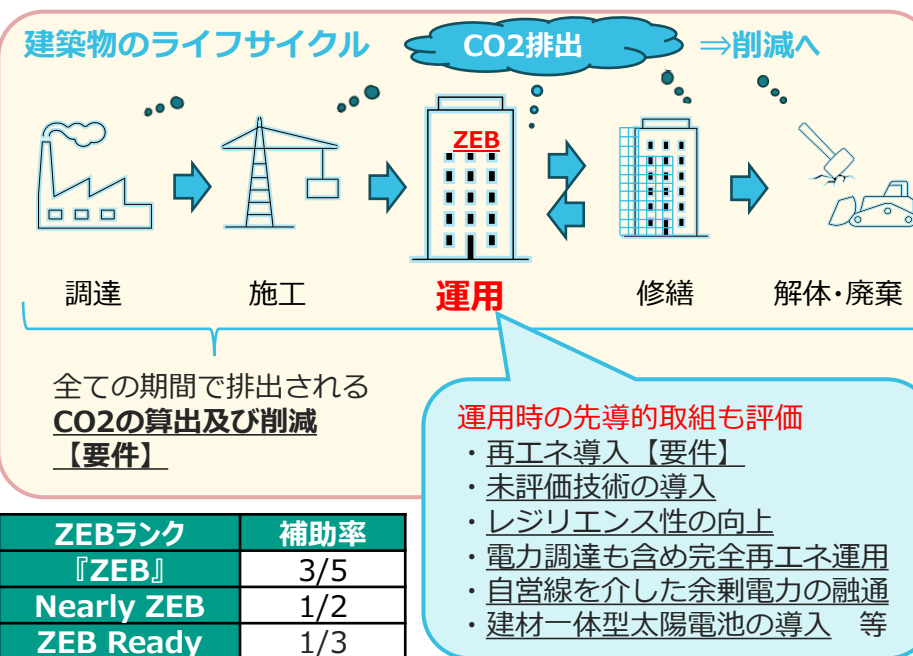 建築物のライフサイクル
CO2排出
⇒削減へ
ZEB
調達
施工
運用
修繕
解体・廃棄
全ての期間で排出される
CO2の算出及び削減
【要件】
運用時の先導的取組も評価
・再エネ導入【要件】
・未評価技術の導入
・レジリエンス性の向上
・電力調達も含め完全再エネ運用
・自営線を介した余剰電力の融通
・建材一体型太陽電池の導入　等
ZEBランク 補助率
『ZEB』 3/5
Nearly ZEB 1/2
ZEB Ready 1/3